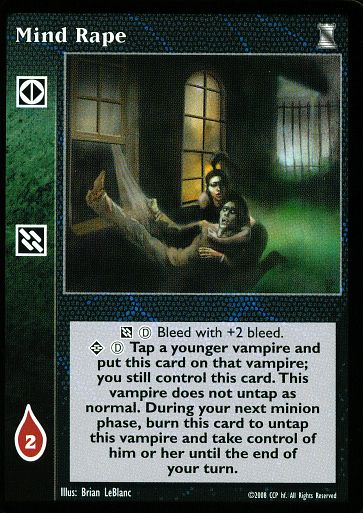 Mind Rape
D Bleed with +2 bleed.
D Tap a younger vampire and
put this card on that vampire;
you still control this card. This
vampire does not untap as
normal. During your next minion
phase, burn this card to untap
this vampire and take control of
him or her until the end of
your turn.
2
Illus: Brian LeBlanc
©2008 CCP hf. All Rights Reserved